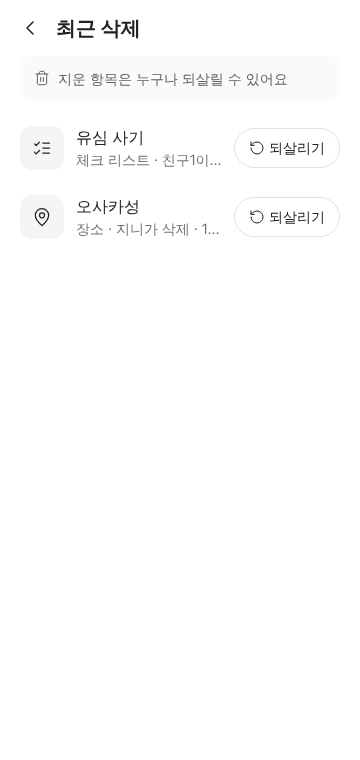 최근 삭제
지운 항목은 누구나 되살릴 수 있어요
유심 사기
체크 리스트 · 친구1이...
되살리기
오사카성
장소 · 지니가 삭제 · 1...
되살리기